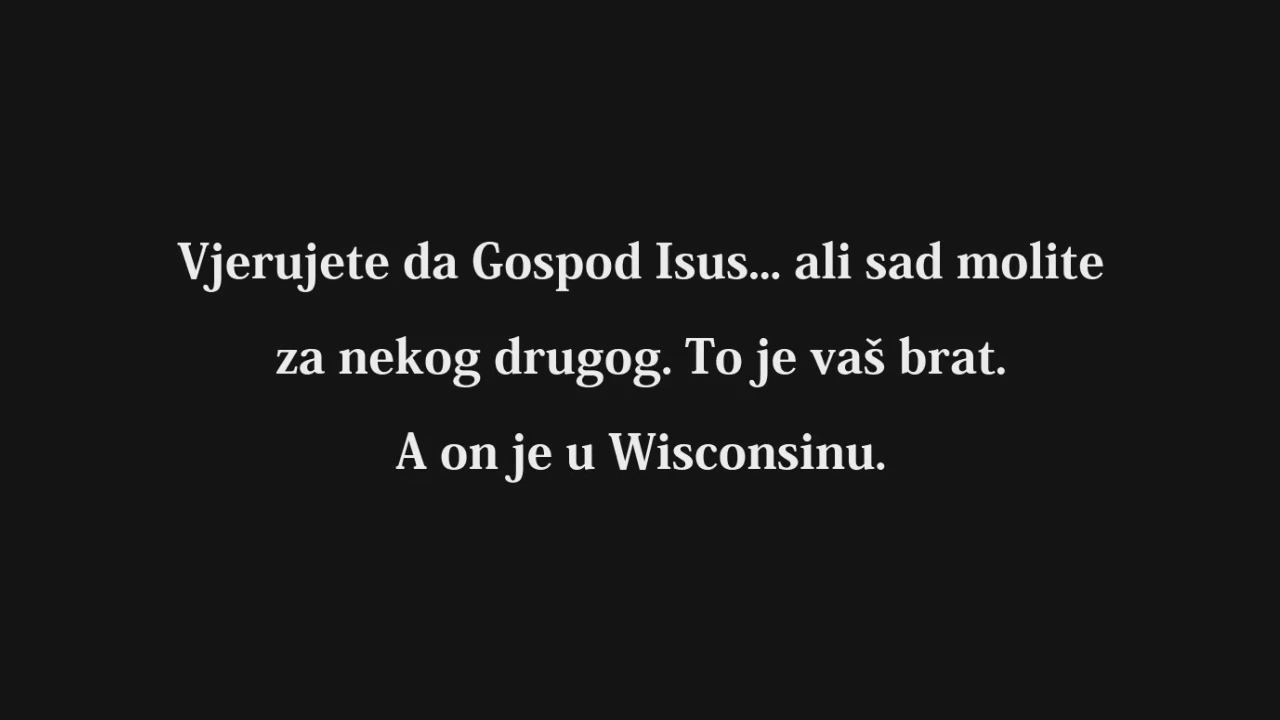 Vjerujete da Gospod Isus... ali sad molite
za nekog drugog. To je vaš brat.
A on je u Wisconsinu.